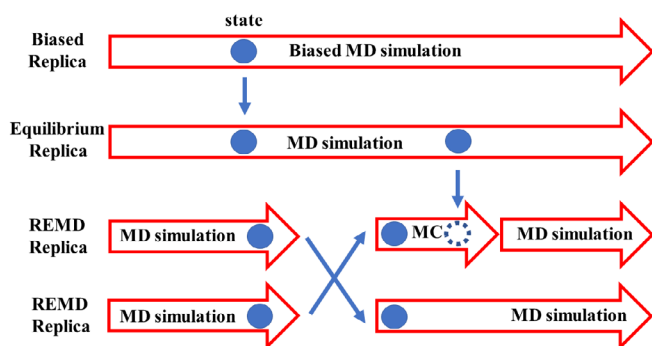 state
Biased
Replica
Biased MD simulation
Equilibrium
Replica
MD simulation
REMD
Replica
MD simulation
MC
MD simulation
REMD
Replica
MD simulation
MD simulation